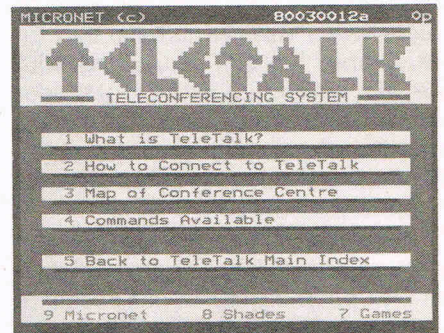 MICRONET (c) 80030012a 0p
TELETALK
TELECONFERENCING SYSTEM
1 What is TeleTalk?
2 How to Connect to TeleTalk
3 Map of Conference Centre
4 Commands Available
5 Back to TeleTalk Main Index
9 Micronet 8 Shades 7 Games